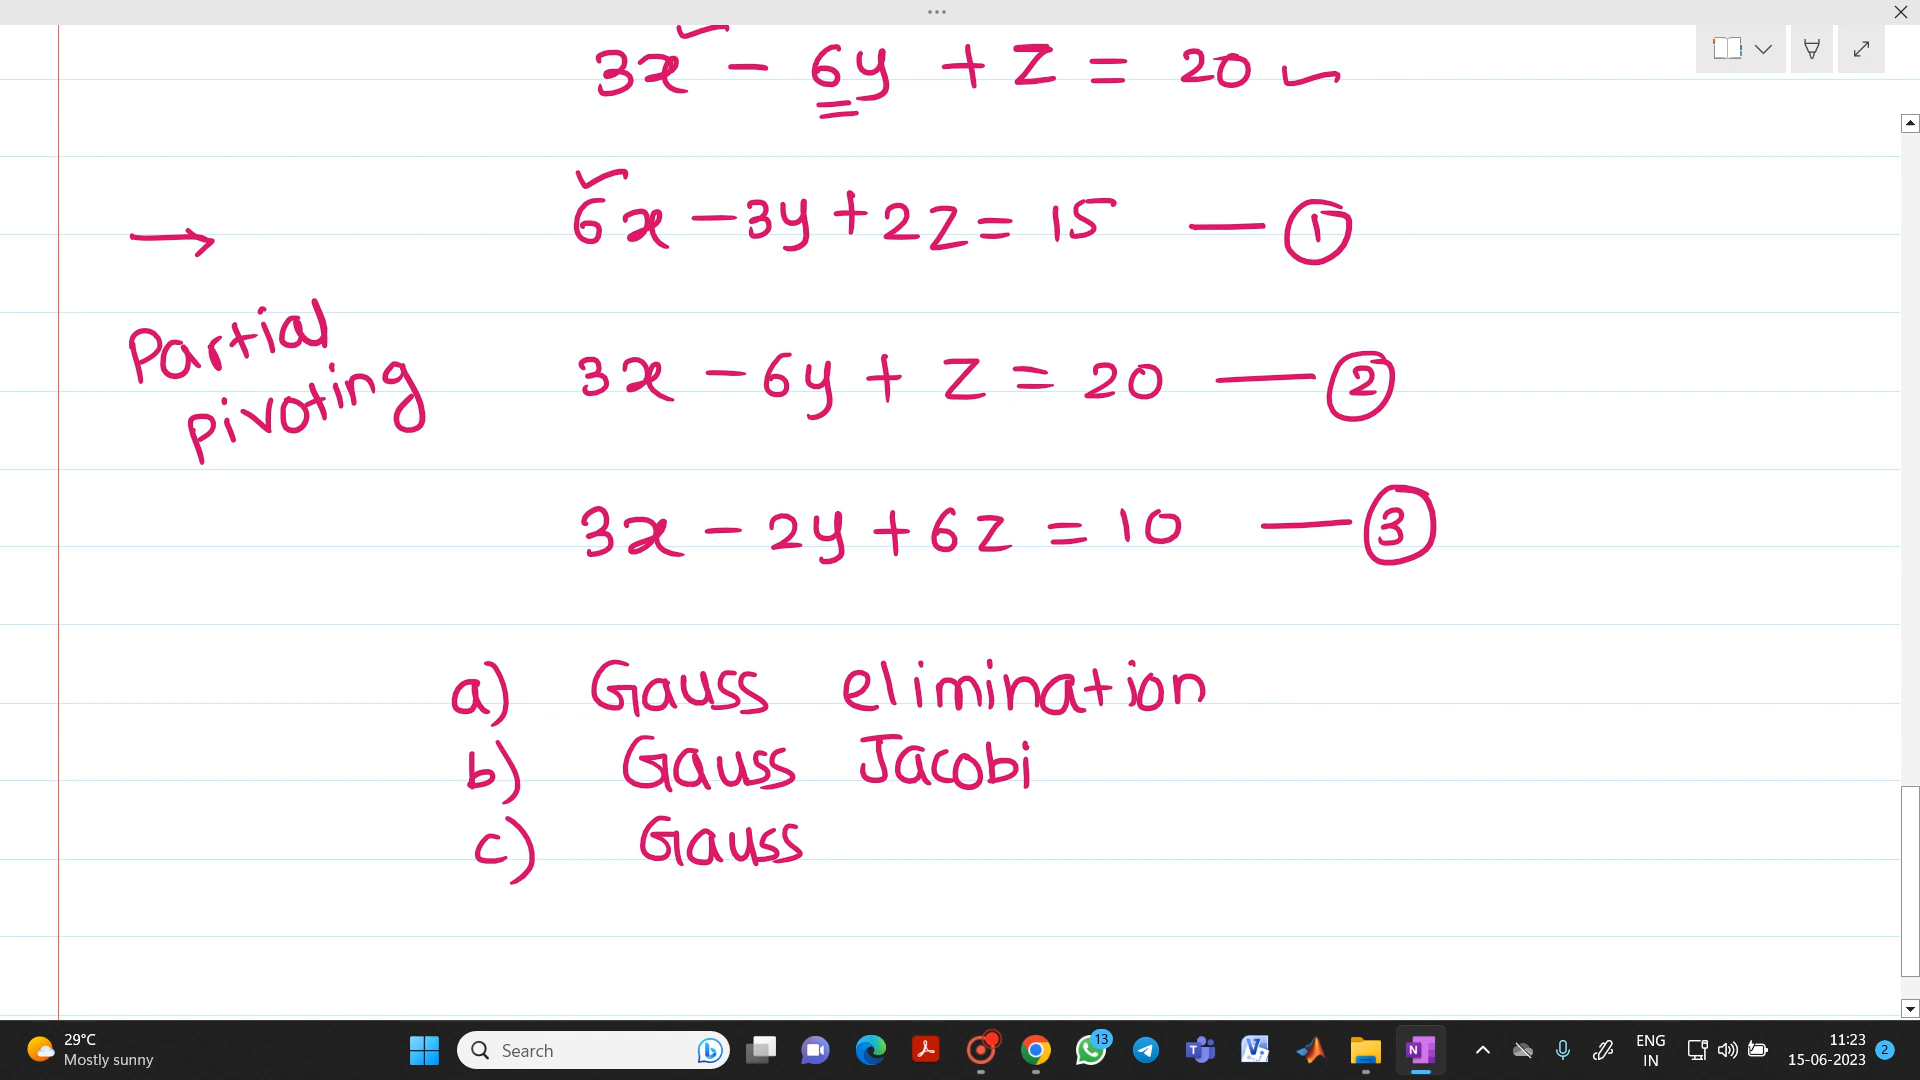 3x - 6y + z = 20
6x - 3y + 2z = 15 — 1
Partial pivoting
3x - 6y + z = 20 — 2
3x - 2y + 6z = 10 — 3
a) Gauss elimination
b) Gauss Jacobi
c) Gauss
29°C
Mostly sunny
Search
13
ENG
IN
11:23
15-06-2023
2